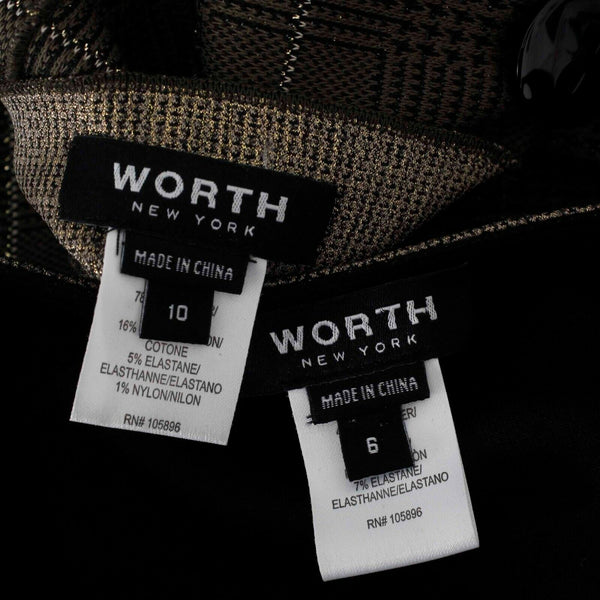 WORTH
NEW YORK
MADE IN CHINA
10
16%
COTONE
5% ELASTANE/
ELASTHANNE/ELASTANO
1% NYLON/NILON
RN# 105896
WORTH
NEW YORK
MADE IN CHINA
6
7% ELASTANE/
ELASTHANNE/ELASTANO
RN# 105896